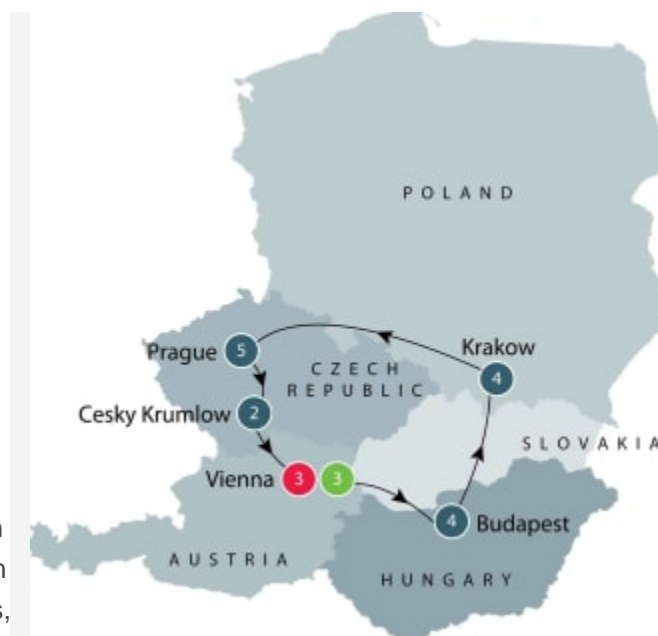 POLAND
Prague
5
CZECH
REPUBLIC
Krakow
4
Cesky Krumlow
2
SLOVAKIA
Vienna
3
3
4
Budapest
AUSTRIA
HUNGARY
s,